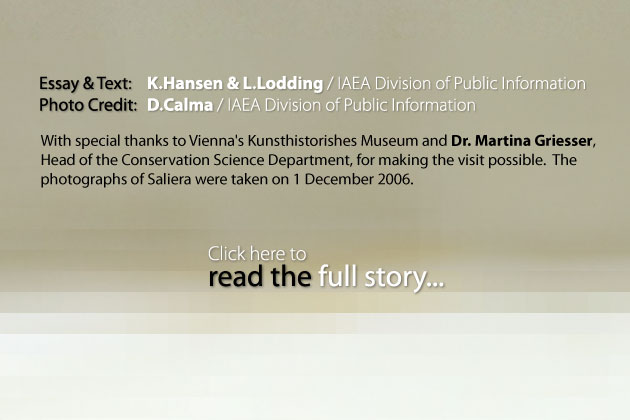 Essay & Text: K.Hansen & L.Lodding / IAEA Division of Public Information
Photo Credit: D.Calma / IAEA Division of Public Information
With special thanks to Vienna's Kunsthistorishes Museum and Dr. Martina Griesser,
Head of the Conservation Science Department, for making the visit possible. The
photographs of Saliera were taken on 1 December 2006.
Click here to
read the full story...